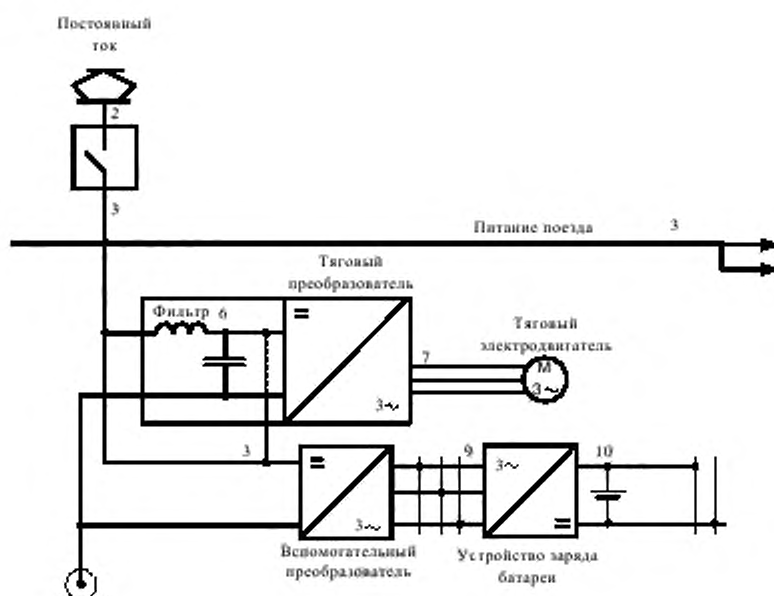 Постоянный
ток
2
3
Питание поезда 3
Тяговый
преобразователь
Фильтр 6
=
3~
Тяговый
электродвигатель
7
M
3~
3
=
3~
9
3~
=
10
Вспомогательный
преобразователь
Устройство заряда
батареи